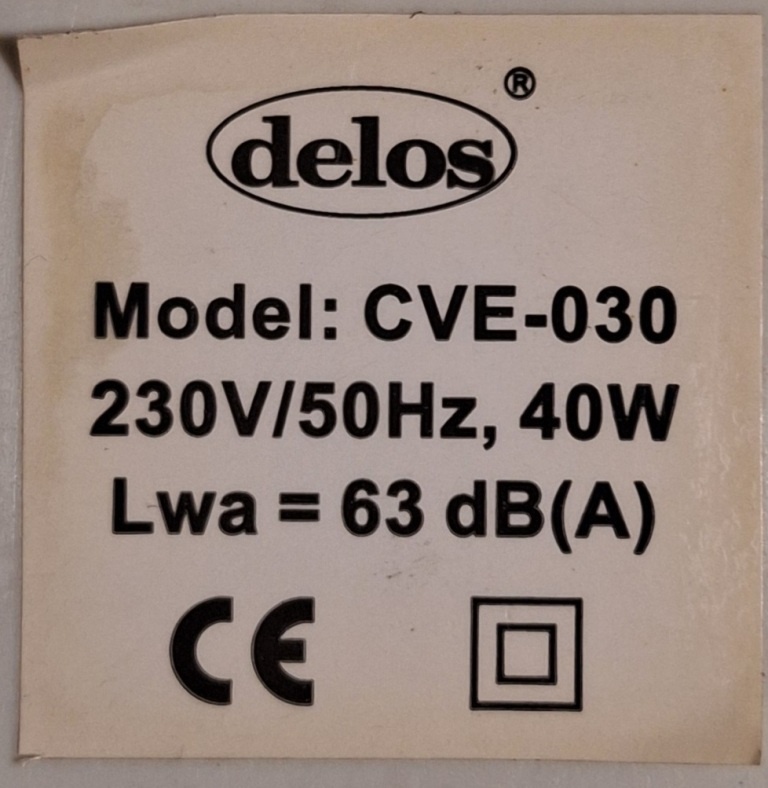 delos®
Model: CVE-030
230V/50Hz, 40W
Lwa = 63 dB(A)
CE